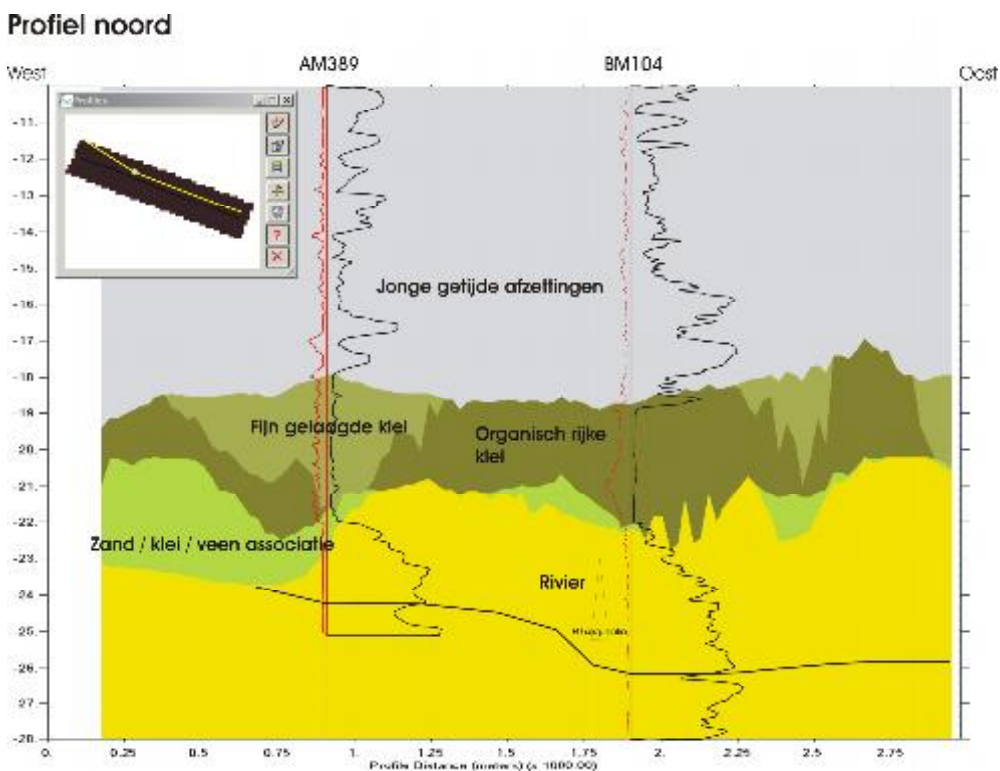 Profiel noord
AM389
BM104
West
Oost
Profiles
-11.
-12.
-13.
-14.
-15.
-16.
-17.
-18
-19.
-20.
-21.
-22.
-23.
-24
-25.
-26.
-27.
-28.
Jonge getijde afzettingen
Fijn gelaagde klei
Organisch rijke
klei
Zand / klei / veen associatie
Rivier
0. 0.25 0.5 0.75 1. 1.25 1.5 1.75 2. 2.25 2.5 2.75
Profile Distance (meters) (x 1000.00)